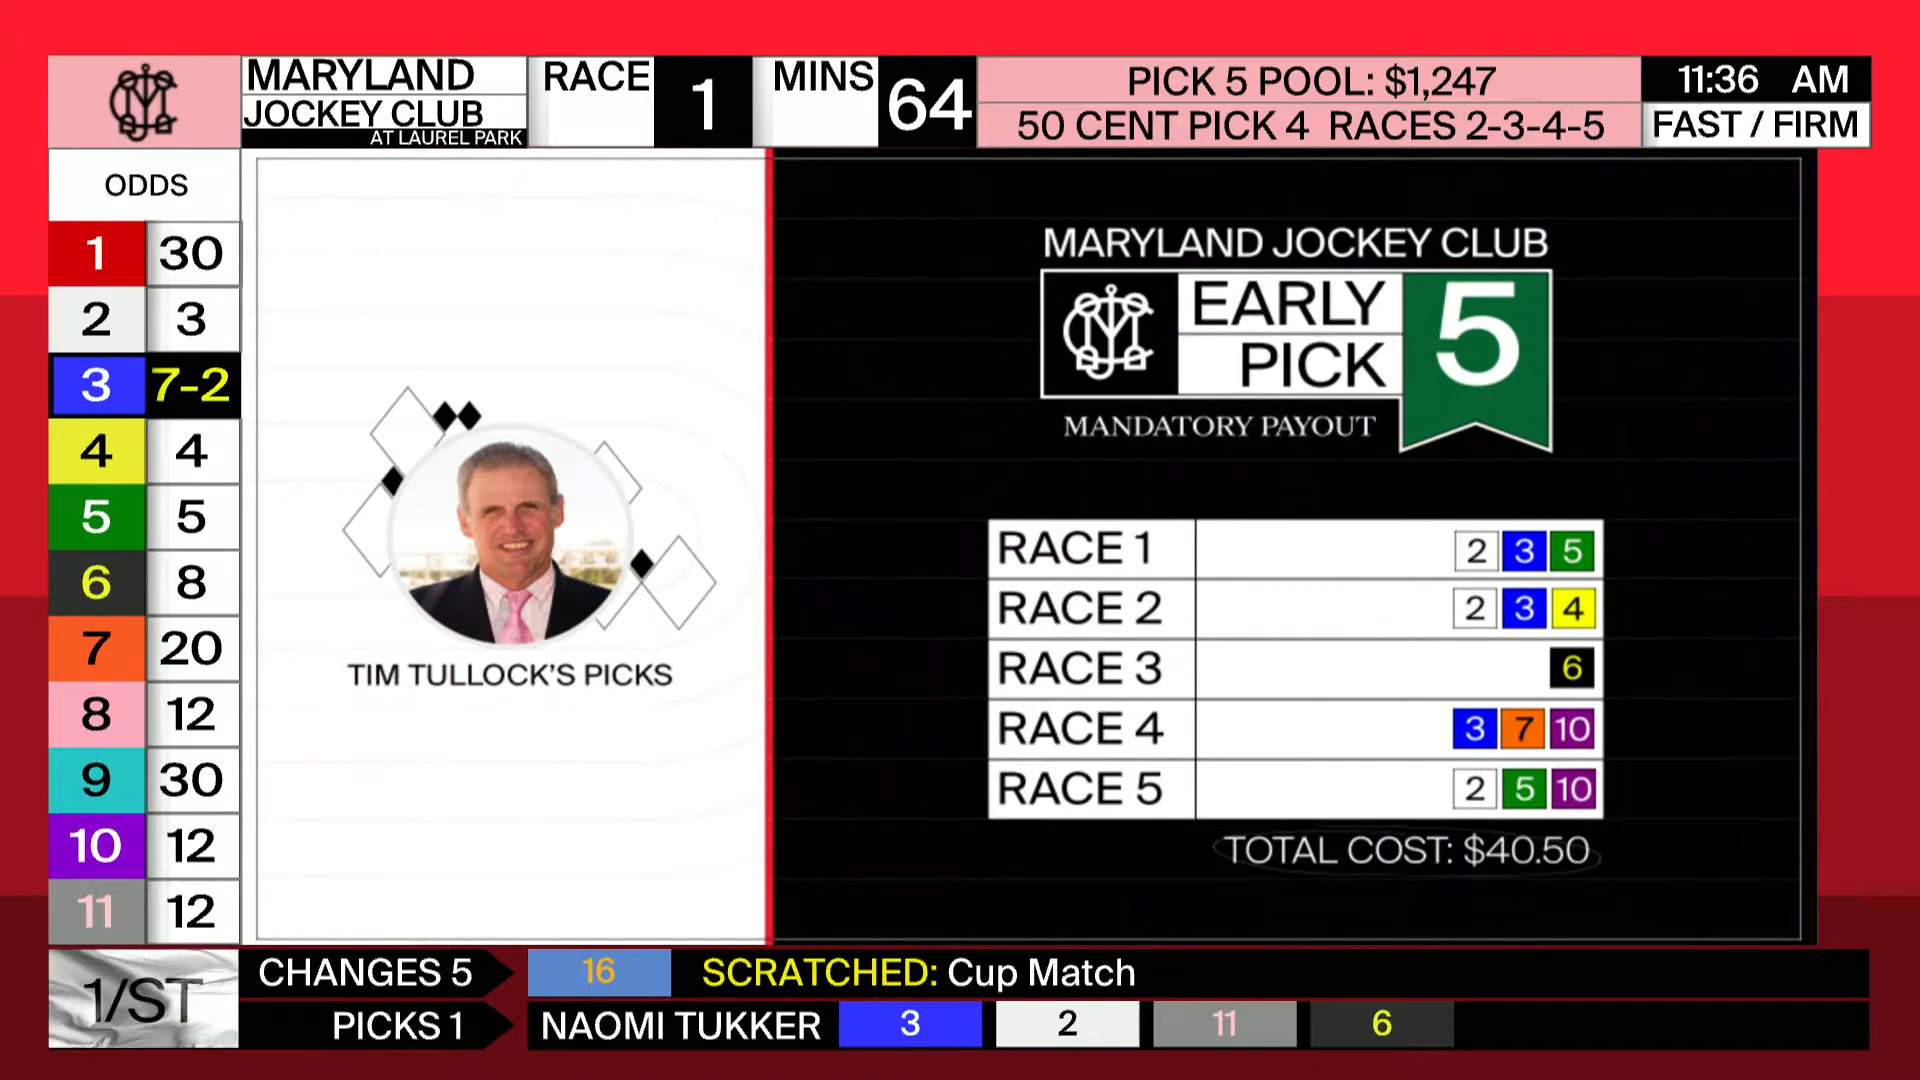 MARYLAND
JOCKEY CLUB
AT LAUREL PARK
RACE 1
MINS 64
PICK 5 POOL: $1,247
50 CENT PICK 4 RACES 2-3-4-5
11:36 AM
FAST / FIRM
ODDS
1 30
2 3
3 7-2
4 4
5 5
6 8
7 20
8 12
9 30
10 12
11 12
TIM TULLOCK'S PICKS
MARYLAND JOCKEY CLUB
EARLY
PICK
5
MANDATORY PAYOUT
RACE 1 2 3 5
RACE 2 2 3 4
RACE 3 6
RACE 4 3 7 10
RACE 5 2 5 10
TOTAL COST: $40.50
1/ST
CHANGES 5 16 SCRATCHED: Cup Match
PICKS 1 NAOMI TUKKER 3 2 11 6